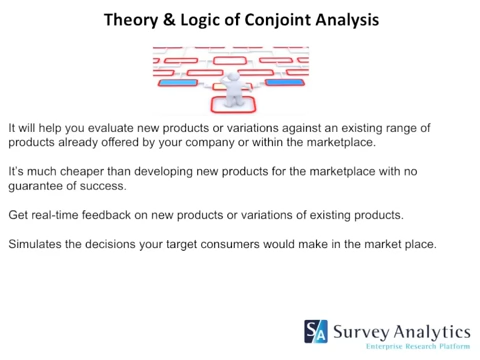 Theory & Logic of Conjoint Analysis
It will help you evaluate new products or variations against an existing range of
products already offered by your company or within the marketplace.
It's much cheaper than developing new products for the marketplace with no
guarantee of success.
Get real-time feedback on new products or variations of existing products.
Simulates the decisions your target consumers would make in the market place.
S/A Survey Analytics
Enterprise Research Platform